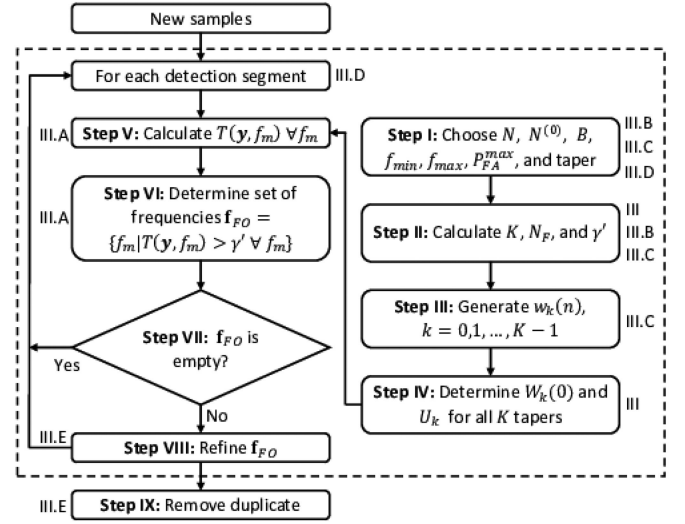 New samples
For each detection segment
III.D
III.A
Step V: Calculate T(y, f_m) ∀f_m
Step VI: Determine set of
frequencies f_FO =
{f_m|T(y, f_m) > γ′ ∀ f_m}
III.A
Step VII: f_FO is
empty?
Yes
No
III.E
Step VIII: Refine f_FO
III.E
Step IX: Remove duplicate
Step I: Choose N, N^(0), B,
f_min, f_max, P_FA^max, and taper
III.B
III.C
III.D
Step II: Calculate K, N_F, and γ′
III
III.B
III.C
Step III: Generate w_k(n),
k = 0,1, … , K − 1
III.C
Step IV: Determine W_k(0) and
U_k for all K tapers
III